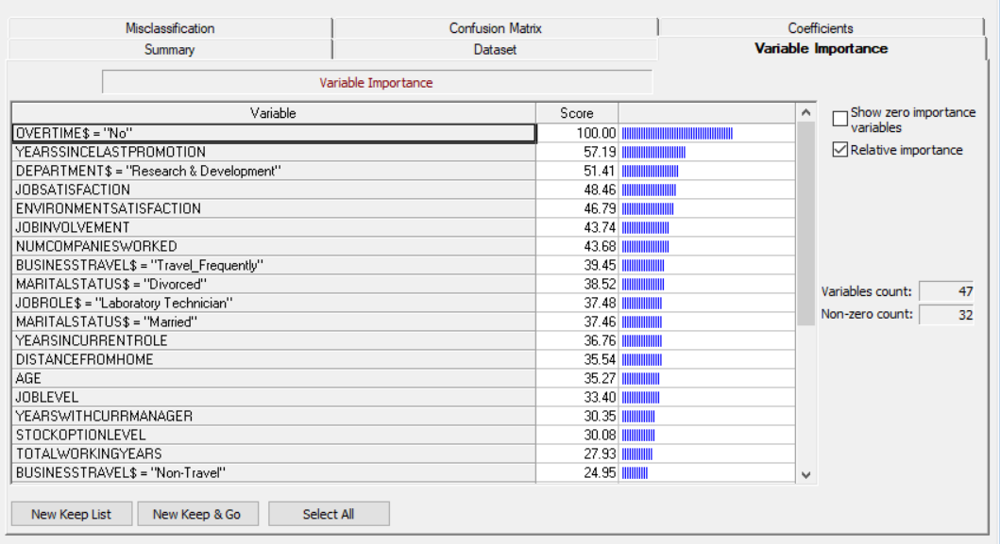 Misclassification Confusion Matrix Coefficients
Summary Dataset Variable Importance
Variable Importance
Variable Score
OVERTIME$ = "No" 100.00
YEARSSINCELASTPROMOTION 57.19
DEPARTMENT$ = "Research & Development" 51.41
JOBSATISFACTION 48.46
ENVIRONMENTSATISFACTION 46.79
JOBINVOLVEMENT 43.74
NUMCOMPANIESWORKED 43.68
BUSINESSTRAVEL$ = "Travel_Frequently" 39.45
MARITALSTATUS$ = "Divorced" 38.52
JOBROLE$ = "Laboratory Technician" 37.48
MARITALSTATUS$ = "Married" 37.46
YEARSINCURRENTROLE 36.76
DISTANCEFROMHOME 35.54
AGE 35.27
JOBLEVEL 33.40
YEARSWITHCURRMANAGER 30.35
STOCKOPTIONLEVEL 30.08
TOTALWORKINGYEARS 27.93
BUSINESSTRAVEL$ = "Non-Travel" 24.95
Show zero importance
variables
Relative importance
Variables count: 47
Non-zero count: 32
New Keep List New Keep & Go Select All